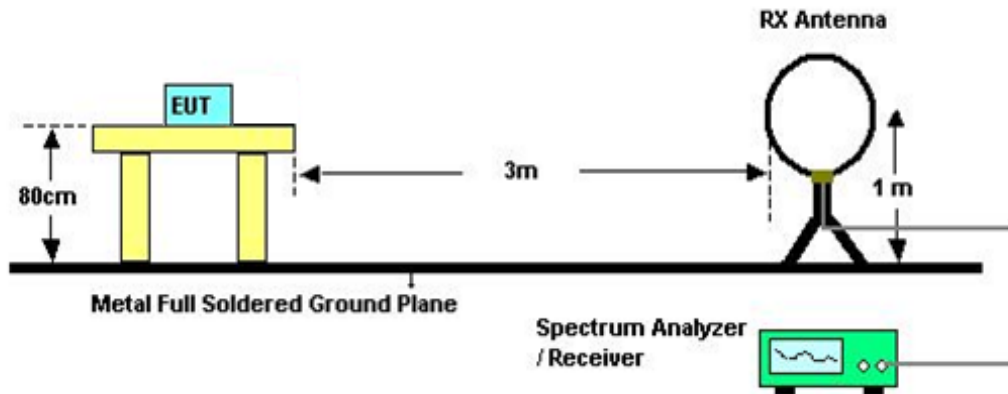 RX Antenna
EUT
3m
80cm
1 m
Metal Full Soldered Ground Plane
Spectrum Analyzer
/ Receiver